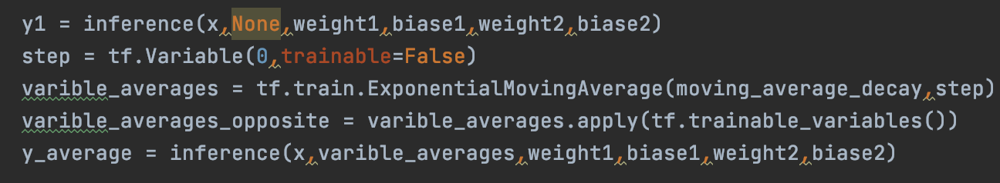 y1 = inference(x,None,weight1,biase1,weight2,biase2)
step = tf.Variable(0,trainable=False)
varible_averages = tf.train.ExponentialMovingAverage(moving_average_decay,step)
varible_averages_opposite = varible_averages.apply(tf.trainable_variables())
y_average = inference(x,varible_averages,weight1,biase1,weight2,biase2)